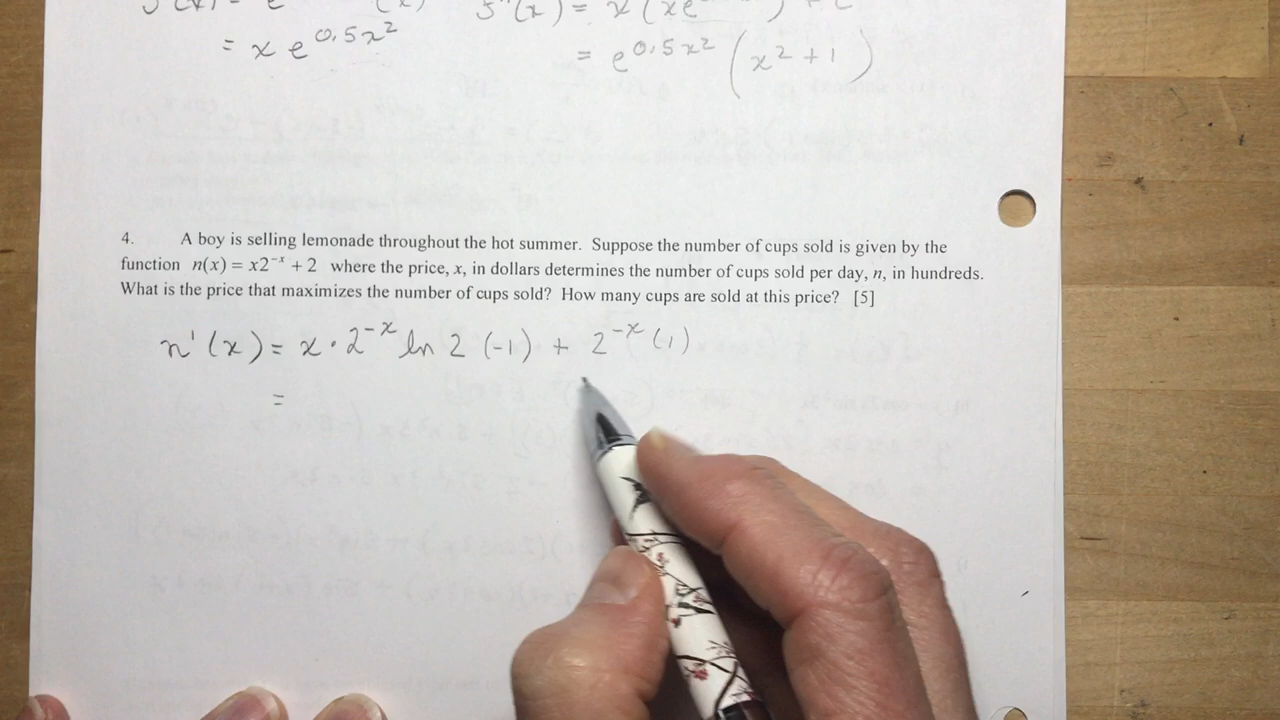 = x e^0.5x^2
= e^0.5x^2 (x^2 + 1)
4. A boy is selling lemonade throughout the hot summer. Suppose the number of cups sold is given by the
function n(x) = x2^-x + 2 where the price, x, in dollars determines the number of cups sold per day, n, in hundreds.
What is the price that maximizes the number of cups sold? How many cups are sold at this price? [5]
n'(x) = x · 2^-x ln 2 (-1) + 2^-x (1)
=